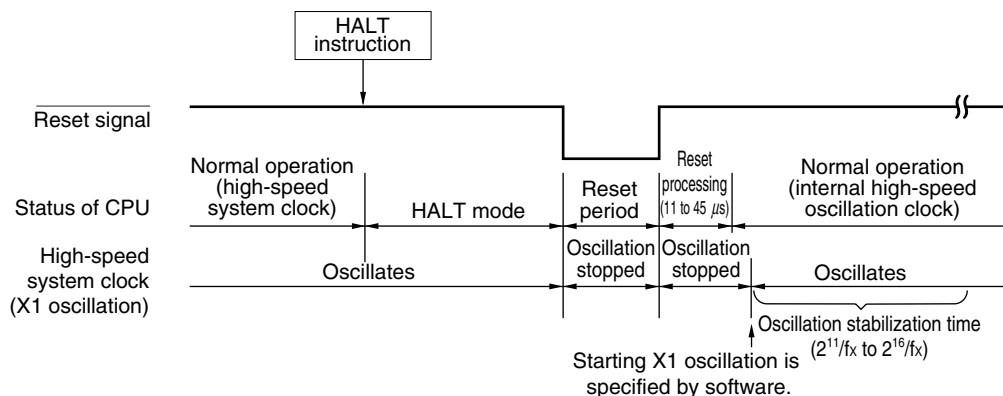 HALT
instruction
Reset signal
Normal operation
(high-speed
system clock)
Reset
processing
(11 to 45 μs)
Normal operation
(internal high-speed
oscillation clock)
Status of CPU
HALT mode
Reset
period
High-speed
system clock
(X1 oscillation)
Oscillates
Oscillation
stopped
Oscillation
stopped
Oscillates
Oscillation stabilization time
(2¹¹/fX to 2¹⁶/fX)
Starting X1 oscillation is
specified by software.